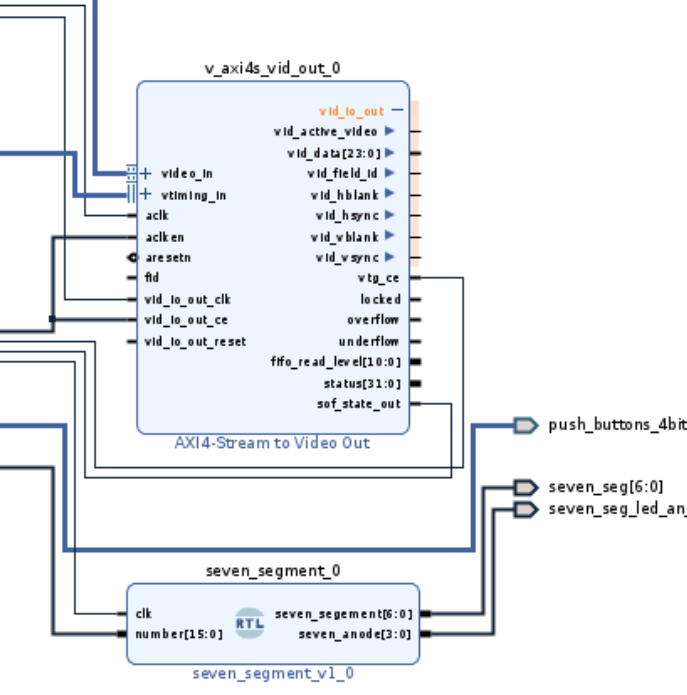 v_axi4s_vid_out_0
vid_io_out
vid_active_video
vid_data[23:0]
video_in vid_field_id
vtiming_in vid_hblank
aclk vid_hsync
aclken vid_vblank
aresetn vid_vsync
fid vtg_ce
vid_io_out_clk locked
vid_io_out_ce overflow
vid_io_out_reset underflow
fifo_read_level[10:0]
status[31:0]
sof_state_out
AXI4-Stream to Video Out
push_buttons_4bit
seven_seg[6:0]
seven_seg_led_an_
seven_segment_0
clk RTL seven_segement[6:0]
number[15:0] seven_anode[3:0]
seven_segment_v1_0